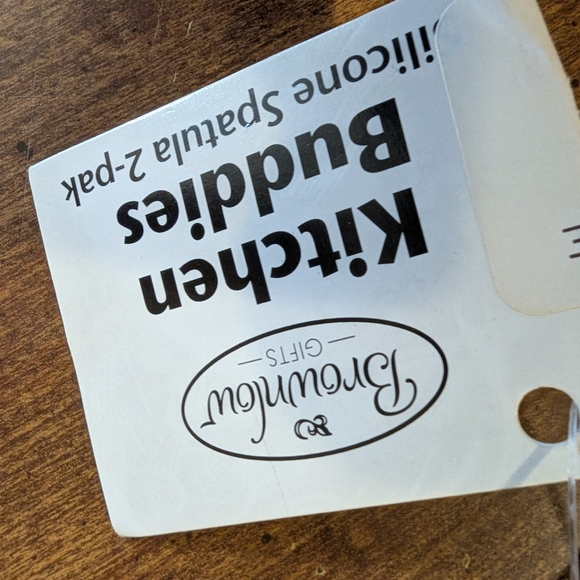 Brownlow
— GIFTS —
Kitchen
Buddies
ilicone Spatula 2-pak